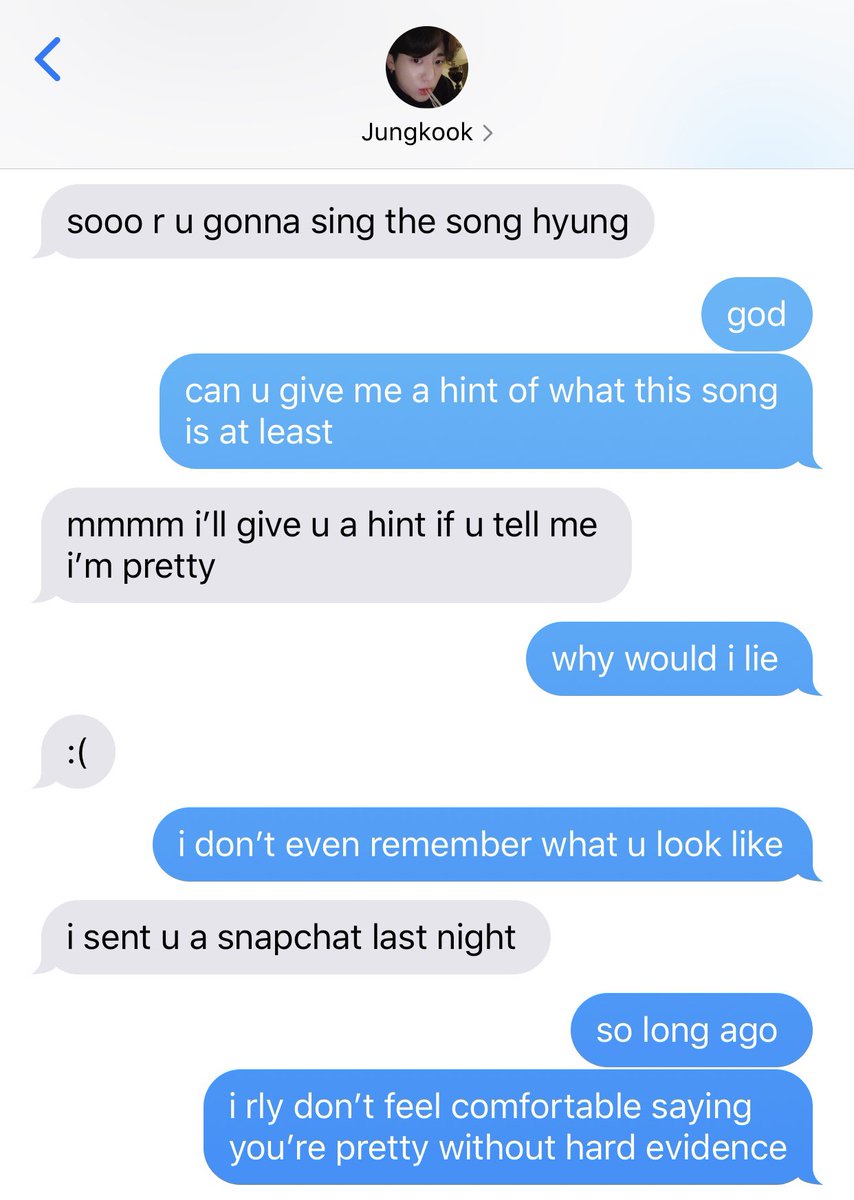 Jungkook
sooo r u gonna sing the song hyung
god
can u give me a hint of what this song
is at least
mmmm i’ll give u a hint if u tell me
i’m pretty
why would i lie
:(
i don’t even remember what u look like
i sent u a snapchat last night
so long ago
i rly don’t feel comfortable saying
you’re pretty without hard evidence